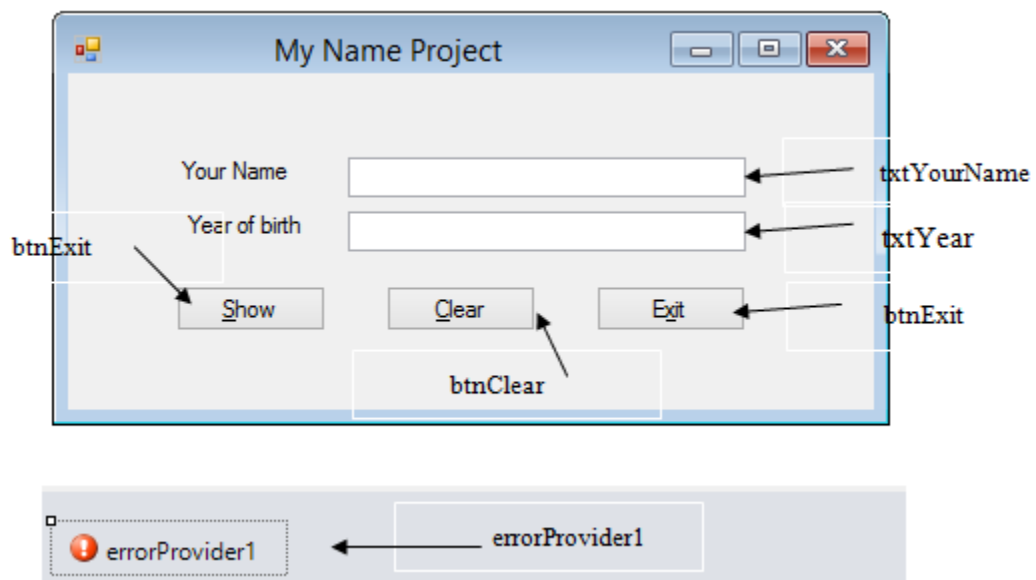 My Name Project
Your Name
txtYourName
Year of birth
txtYear
btnExit
Show
Clear
Exit
btnExit
btnClear
errorProvider1
errorProvider1